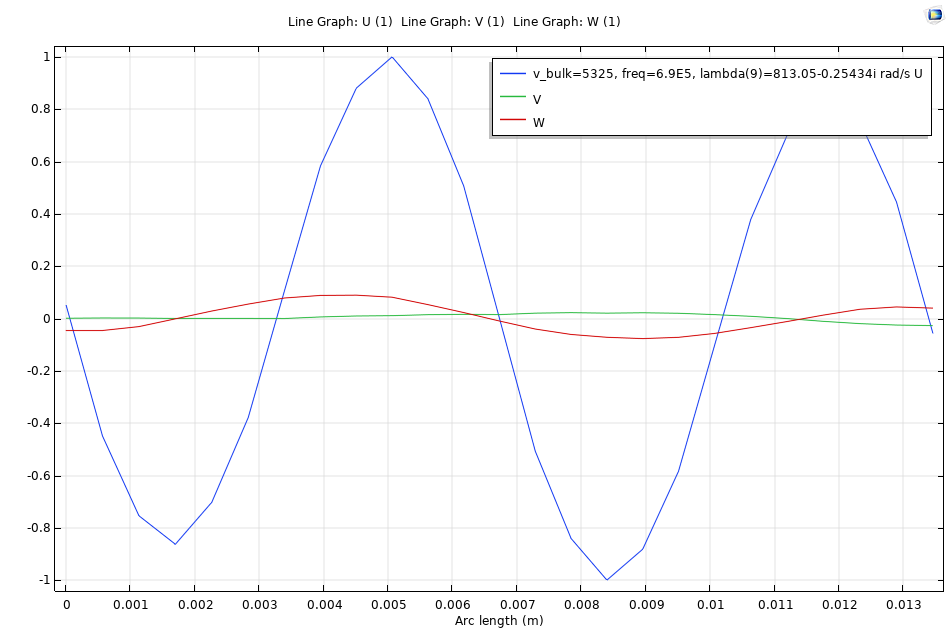 Line Graph: U (1)  Line Graph: V (1)  Line Graph: W (1)
v_bulk=5325, freq=6.9E5, lambda(9)=813.05-0.25434i rad/s U
V
W
1
0.8
0.6
0.4
0.2
0
-0.2
-0.4
-0.6
-0.8
-1
0 0.001 0.002 0.003 0.004 0.005 0.006 0.007 0.008 0.009 0.01 0.011 0.012 0.013
Arc length (m)